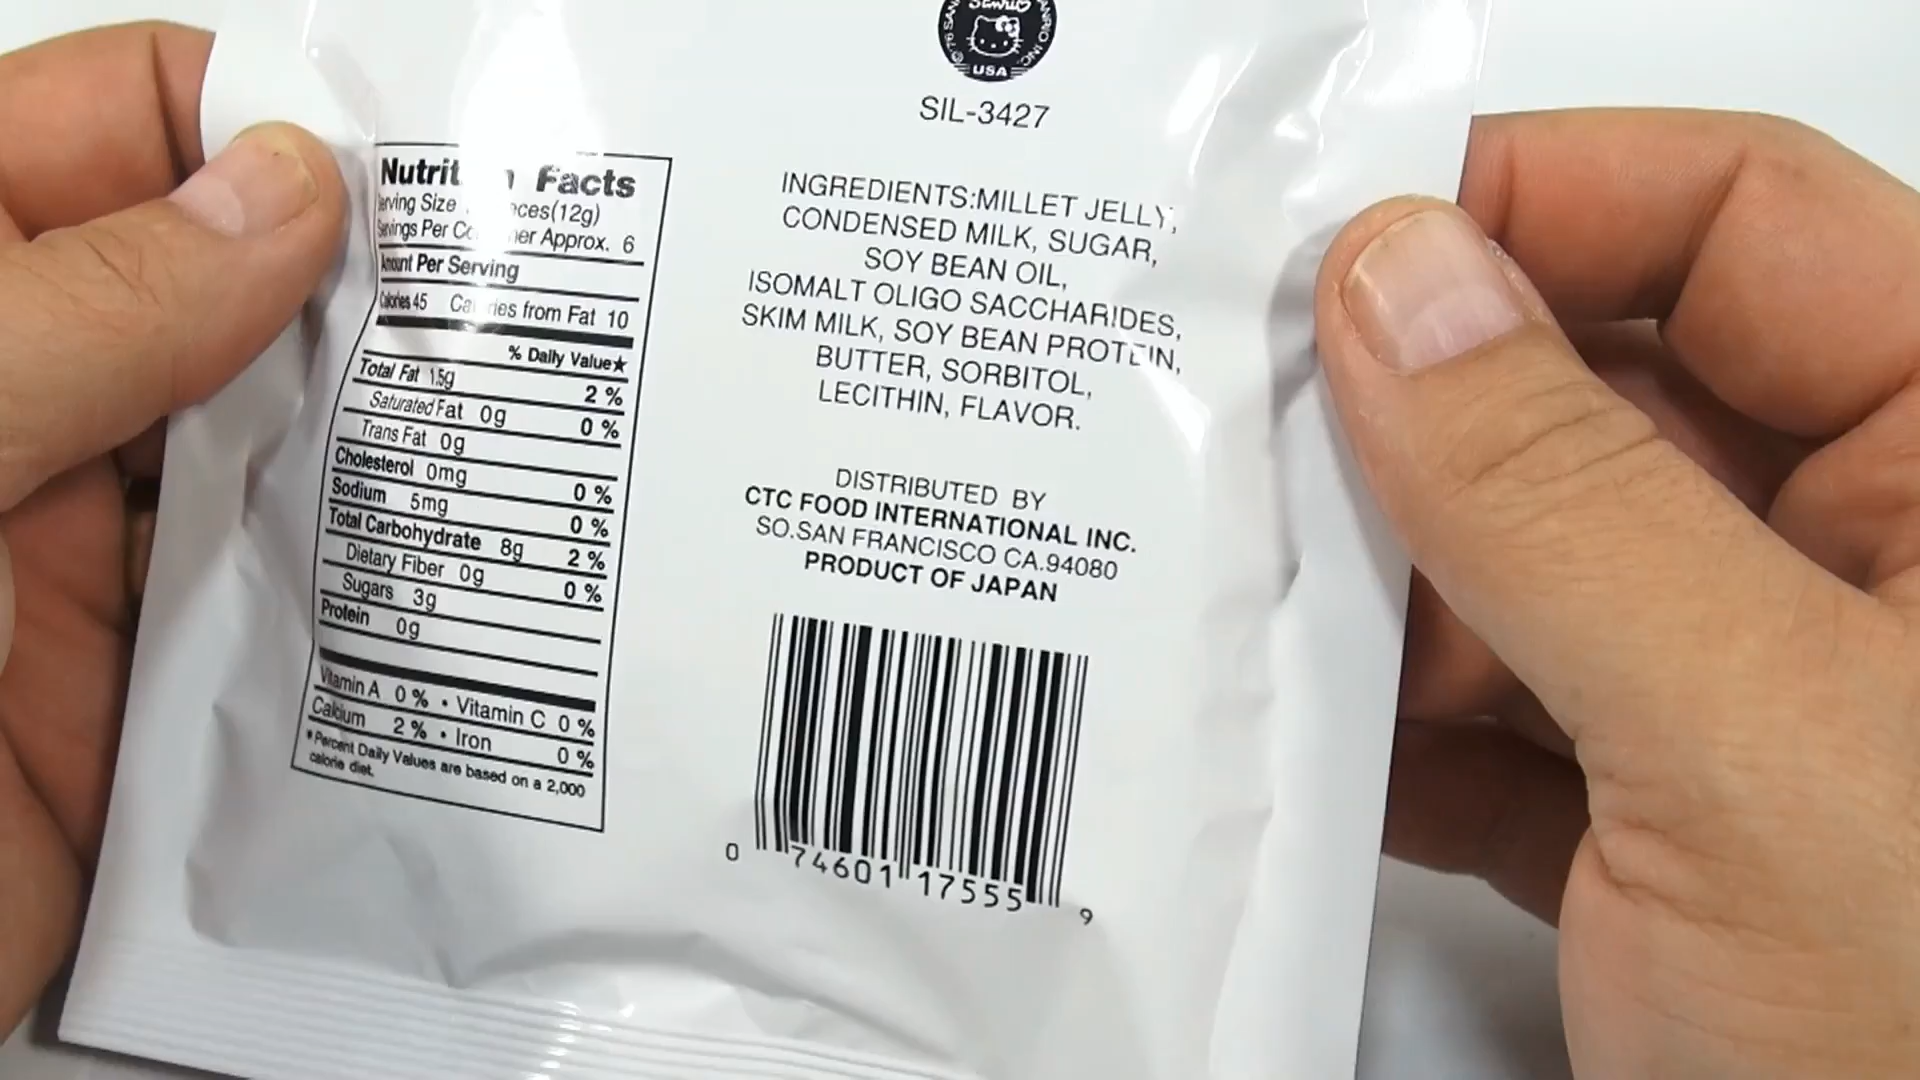 Sanrio
USA
SIL-3427
Facts
Serving Size (12g)
Servings Per Approx. 6
Amount Per Serving
Calories 45 from Fat 10
% Daily Value★
Total Fat 1.5g 2 %
Saturated Fat 0g 0 %
Trans Fat 0g
Cholesterol 0mg 0 %
Sodium 5mg 0 %
Total Carbohydrate 8g 2 %
Dietary Fiber 0g 0 %
Sugars 3g
Protein 0g
Vitamin A 0 % • Vitamin C 0 %
Calcium 2 % • Iron 0 %
*Percent Daily Values are based on a 2,000
calorie diet.
INGREDIENTS:MILLET JELLY,
CONDENSED MILK, SUGAR,
SOY BEAN OIL,
ISOMALT OLIGO SACCHARIDES,
SKIM MILK, SOY BEAN PROTEIN,
BUTTER, SORBITOL,
LECITHIN, FLAVOR.
DISTRIBUTED BY
CTC FOOD INTERNATIONAL INC.
SO.SAN FRANCISCO CA.94080
PRODUCT OF JAPAN
0 74601 17555 9